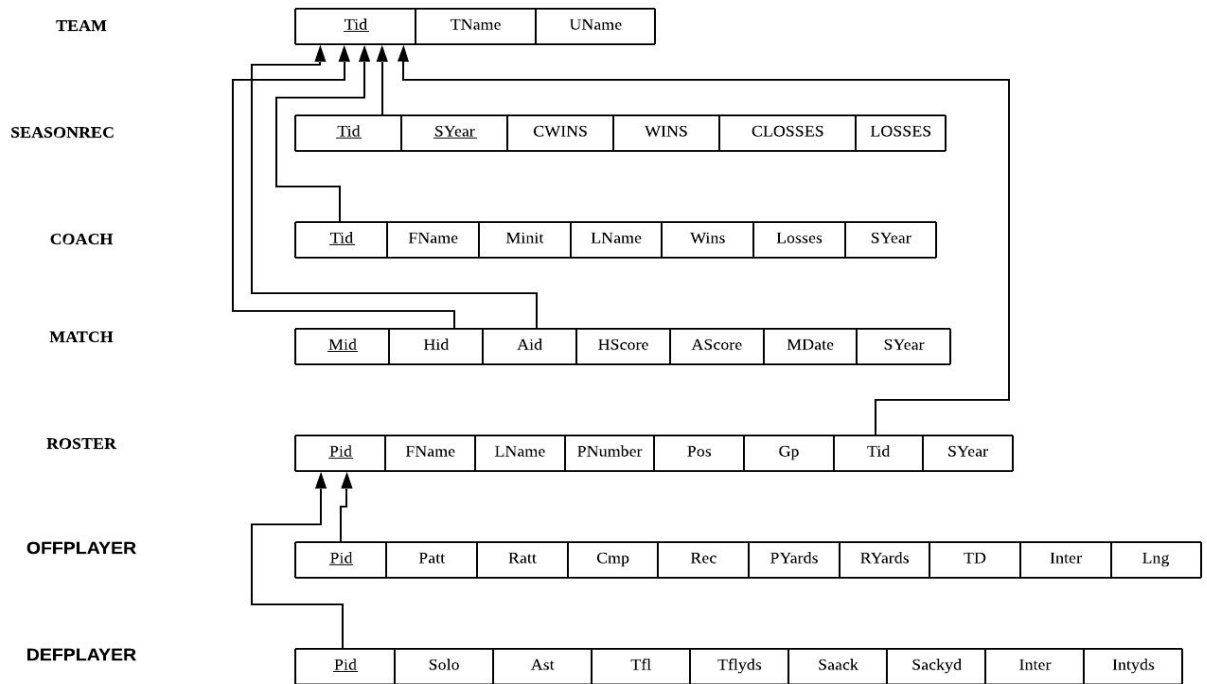 TEAM Tid TName UName
SEASONREC Tid SYear CWINS WINS CLOSSES LOSSES
COACH Tid FName Minit LName Wins Losses SYear
MATCH Mid Hid Aid HScore AScore MDate SYear
ROSTER Pid FName LName PNumber Pos Gp Tid SYear
OFFPLAYER Pid Patt Ratt Cmp Rec PYards RYards TD Inter Lng
DEFPLAYER Pid Solo Ast Tfl Tflyds Saack Sackyd Inter Intyds